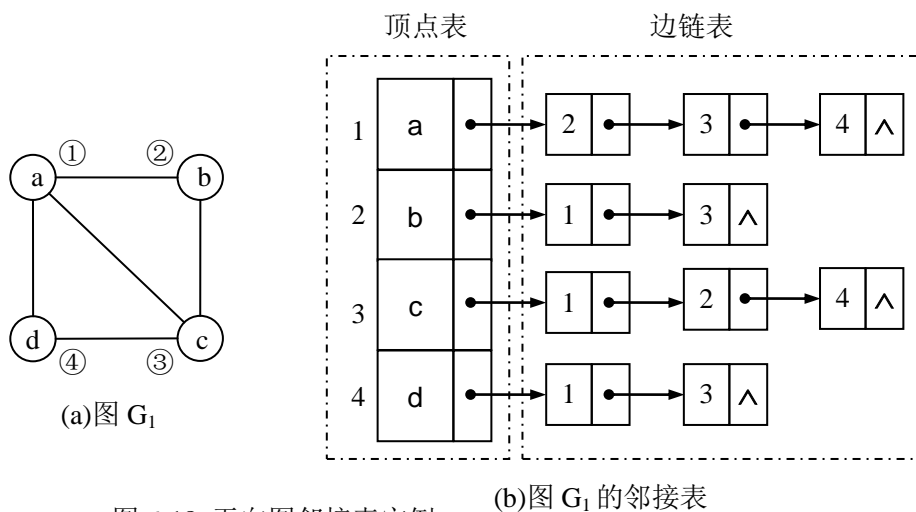 顶点表
边链表
1 a 2 3 4 ∧
2 b 1 3 ∧
3 c 1 2 4 ∧
4 d 1 3 ∧
① ②
a b
d c
④ ③
(a)图 G₁
(b)图 G₁ 的邻接表